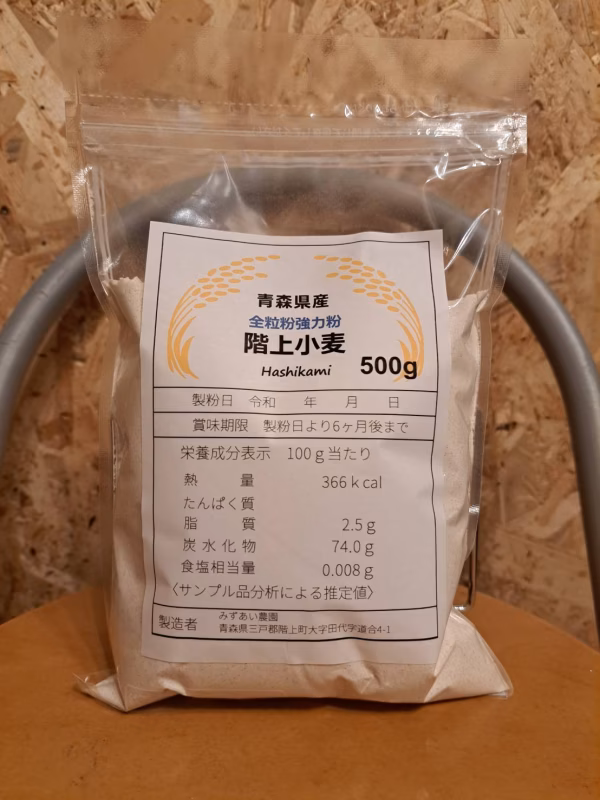 青森県産
全粒粉強力粉
階上小麦
Hashikami 500g
製粉日 令和 年 月 日
賞味期限 製粉日より6ヶ月後まで
栄養成分表示 100g当たり
熱量 366kcal
たんぱく質
脂質 2.5g
炭水化物 74.0g
食塩相当量 0.008g
〈サンプル品分析による推定値〉
製造者 みずあい農園
青森県三戸郡階上町大字田代字道合4-1